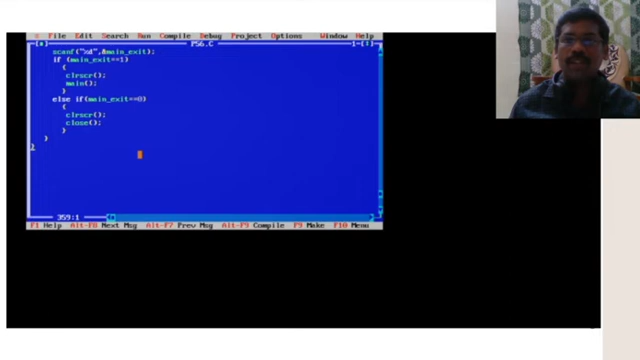 ≡ File Edit Search Run Compile Debug Project Options Window Help
P56.C 1-[↑]
scanf("%d",&main_exit);
if (main_exit==1)
{
clrscr();
main();
}
else if(main_exit==0)
{
clrscr();
close();
}
}
}
359:1
F1 Help Alt-F8 Next Msg Alt-F7 Prev Msg Alt-F9 Compile F9 Make F10 Menu